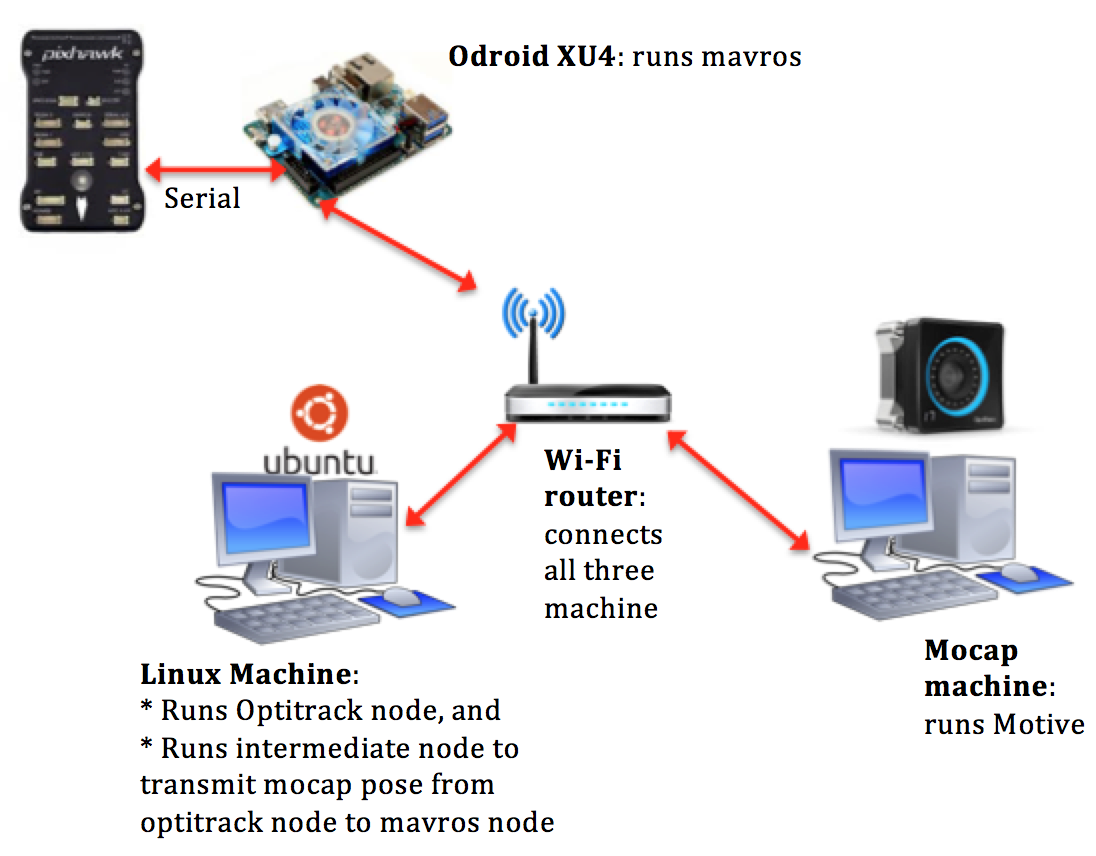 pixhawk
Odroid XU4: runs mavros
Serial
ubuntu
Wi-Fi
router:
connects
all three
machine
Linux Machine:
* Runs Optitrack node, and
* Runs intermediate node to
transmit mocap pose from
optitrack node to mavros node
Mocap
machine:
runs Motive